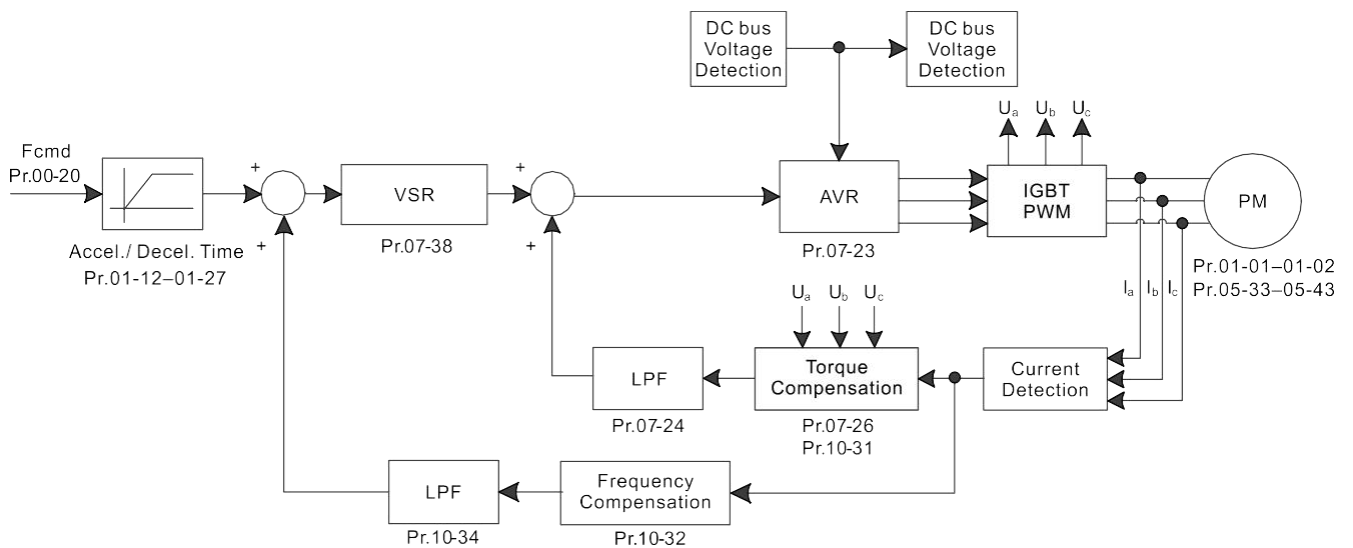 DC bus
Voltage
Detection
DC bus
Voltage
Detection
Ua Ub Uc
Fcmd
Pr.00-20
+
+
Accel./ Decel. Time
Pr.01-12–01-27
VSR
Pr.07-38
+
+
AVR
Pr.07-23
IGBT
PWM
PM
Pr.01-01–01-02
Pr.05-33–05-43
Ia Ib Ic
Ua Ub Uc
LPF
Pr.07-24
Torque
Compensation
Pr.07-26
Pr.10-31
Current
Detection
LPF
Pr.10-34
Frequency
Compensation
Pr.10-32